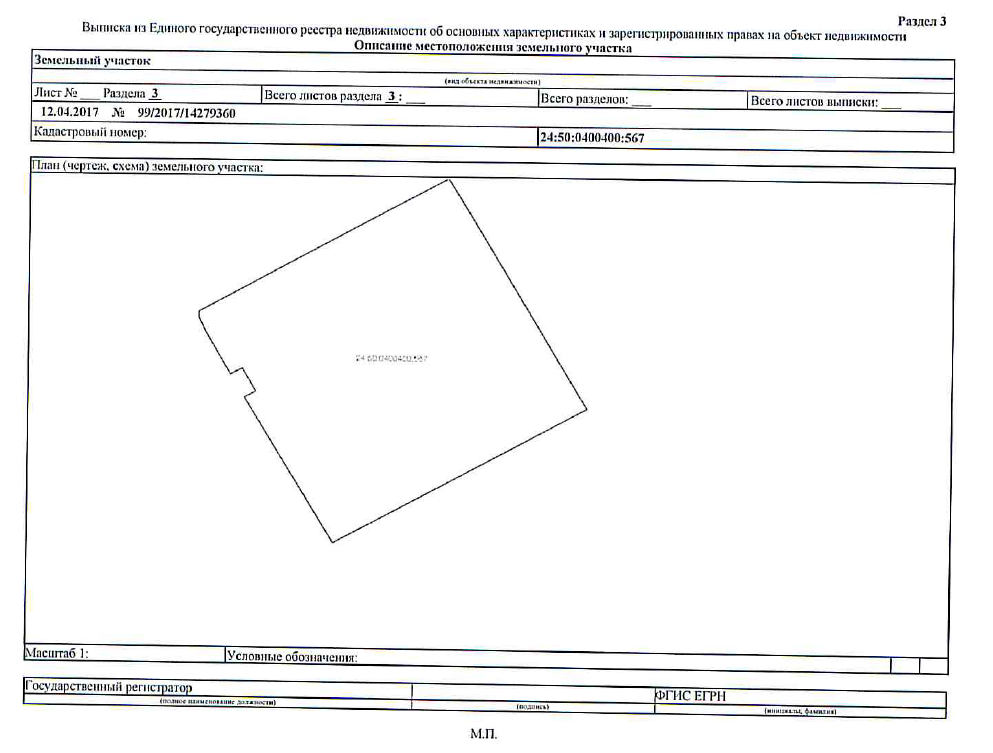 Раздел 3
Выписка из Единого государственного реестра недвижимости об основных характеристиках и зарегистрированных правах на объект недвижимости
Описание местоположения земельного участка
Земельный участок
(вид объекта недвижимости)
Лист № ___ Раздела 3 Всего листов раздела 3 : ___ Всего разделов: ___ Всего листов выписки: ___
12.04.2017 № 99/2017/14279360
Кадастровый номер: 24:50:0400400:567
План (чертеж, схема) земельного участка:
24:50:0400400:567
Масштаб 1: Условные обозначения:
Государственный регистратор ФГИС ЕГРН
(полное наименование должности) (подпись) (инициалы, фамилия)
М.П.